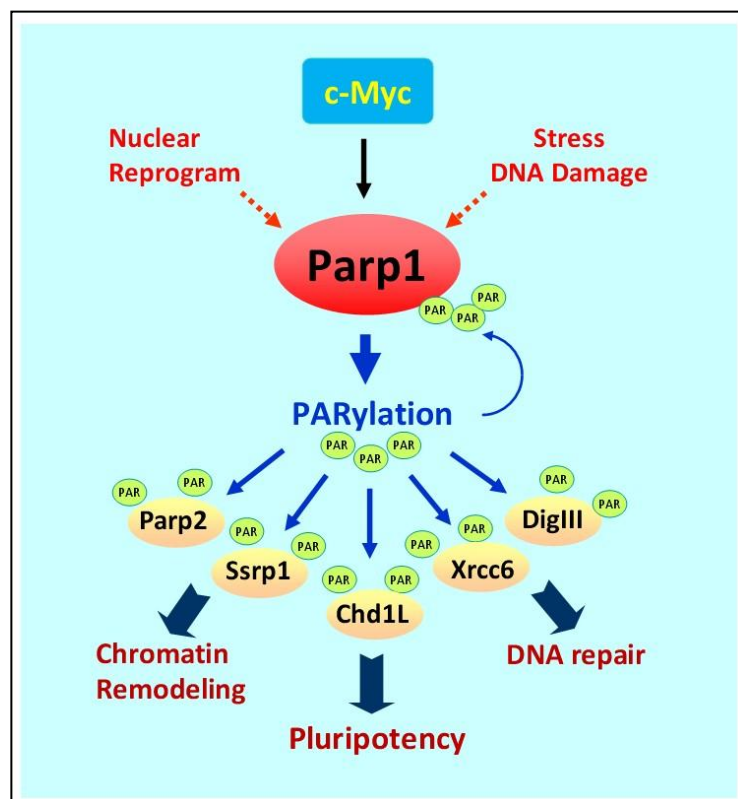 c-Myc
Nuclear
Reprogram
Stress
DNA Damage
Parp1
PAR
PAR
PAR
PAR
PARylation
PAR
PAR
PAR
PAR
PAR
Parp2
PAR
PAR
Ssrp1
PAR
PAR
Chd1L
PAR
PAR
Xrcc6
PAR
PAR
DigIII
Chromatin
Remodeling
Pluripotency
DNA repair